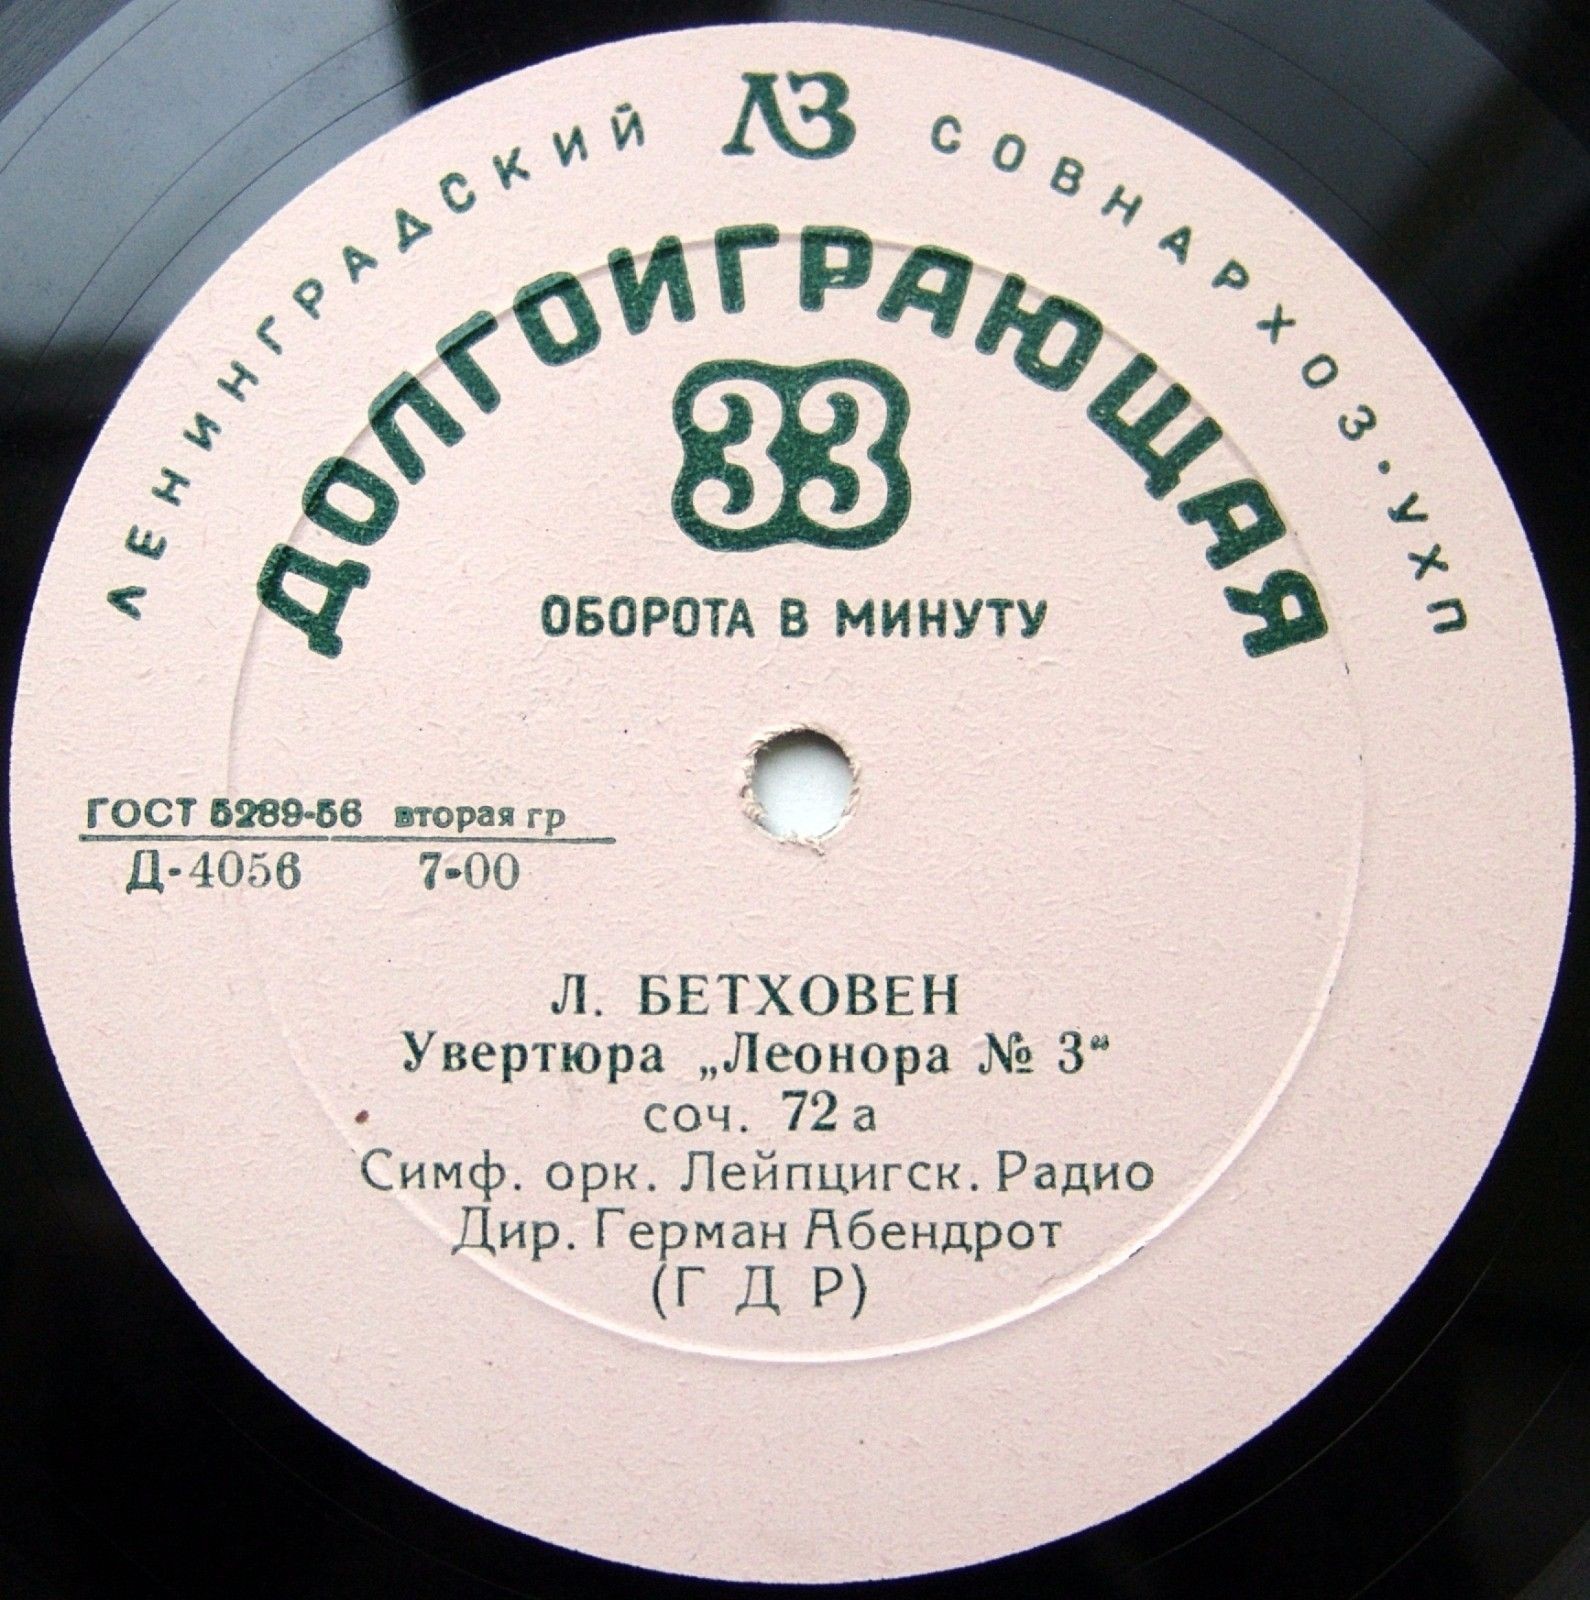 ЛЕНИНГРАДСКИЙ ЛЗ СОВНАРХОЗ · УХП
ДОЛГОИГРАЮЩАЯ
33
ОБОРОТА В МИНУТУ
ГОСТ 5289-56 вторая гр
Д-4056 7-00
Л. БЕТХОВЕН
Увертюра „Леонора № 3“
соч. 72 а
Симф. орк. Лейпцигск. Радио
Дир. Герман Абендрот
(Г Д Р)